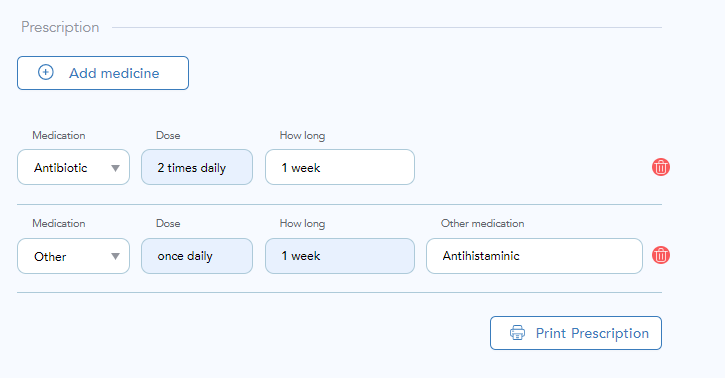 Prescription
Add medicine
Medication Dose How long
Antibiotic 2 times daily 1 week
Medication Dose How long Other medication
Other once daily 1 week Antihistaminic
Print Prescription